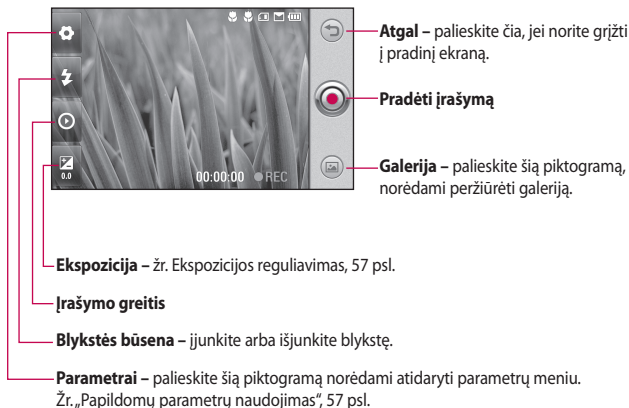 Atgal – palieskite čia, jei norite grįžti
į pradinį ekraną.
Pradėti įrašymą
0.0
00:00:00 REC
Galerija – palieskite šią piktogramą,
norėdami peržiūrėti galeriją.
Ekspozicija – žr. Ekspozicijos reguliavimas, 57 psl.
Įrašymo greitis
Blykstės būsena – įjunkite arba išjunkite blykstę.
Parametrai – palieskite šią piktogramą norėdami atidaryti parametrų meniu.
Žr. „Papildomų parametrų naudojimas“, 57 psl.